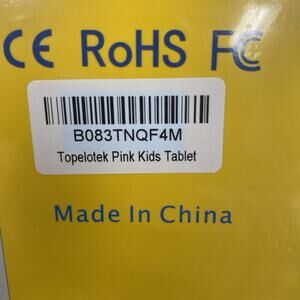 CE RoHS FC
B083TNQF4M
Topelotek Pink Kids Tablet
Made In China